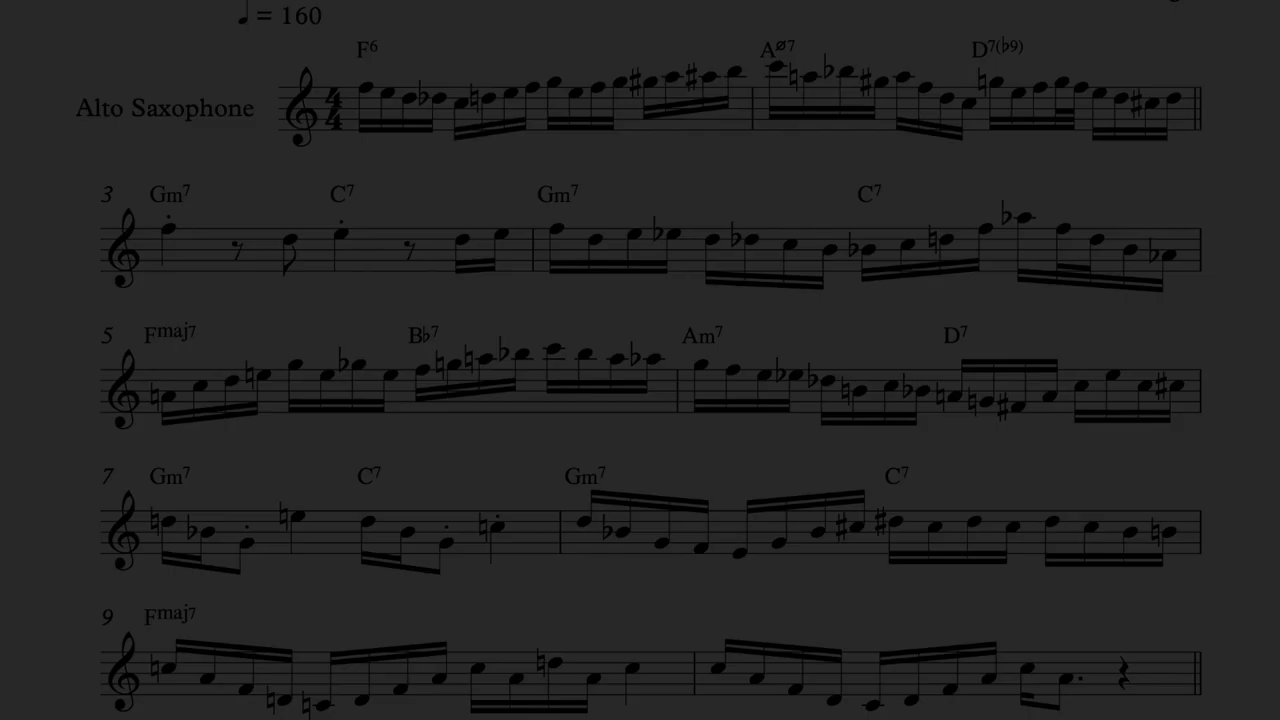 ♩ = 160
F6 Aø7 D7(♭9)
Alto Saxophone
3 Gm7 C7 Gm7 C7
5 Fmaj7 B♭7 Am7 D7
7 Gm7 C7 Gm7 C7
9 Fmaj7